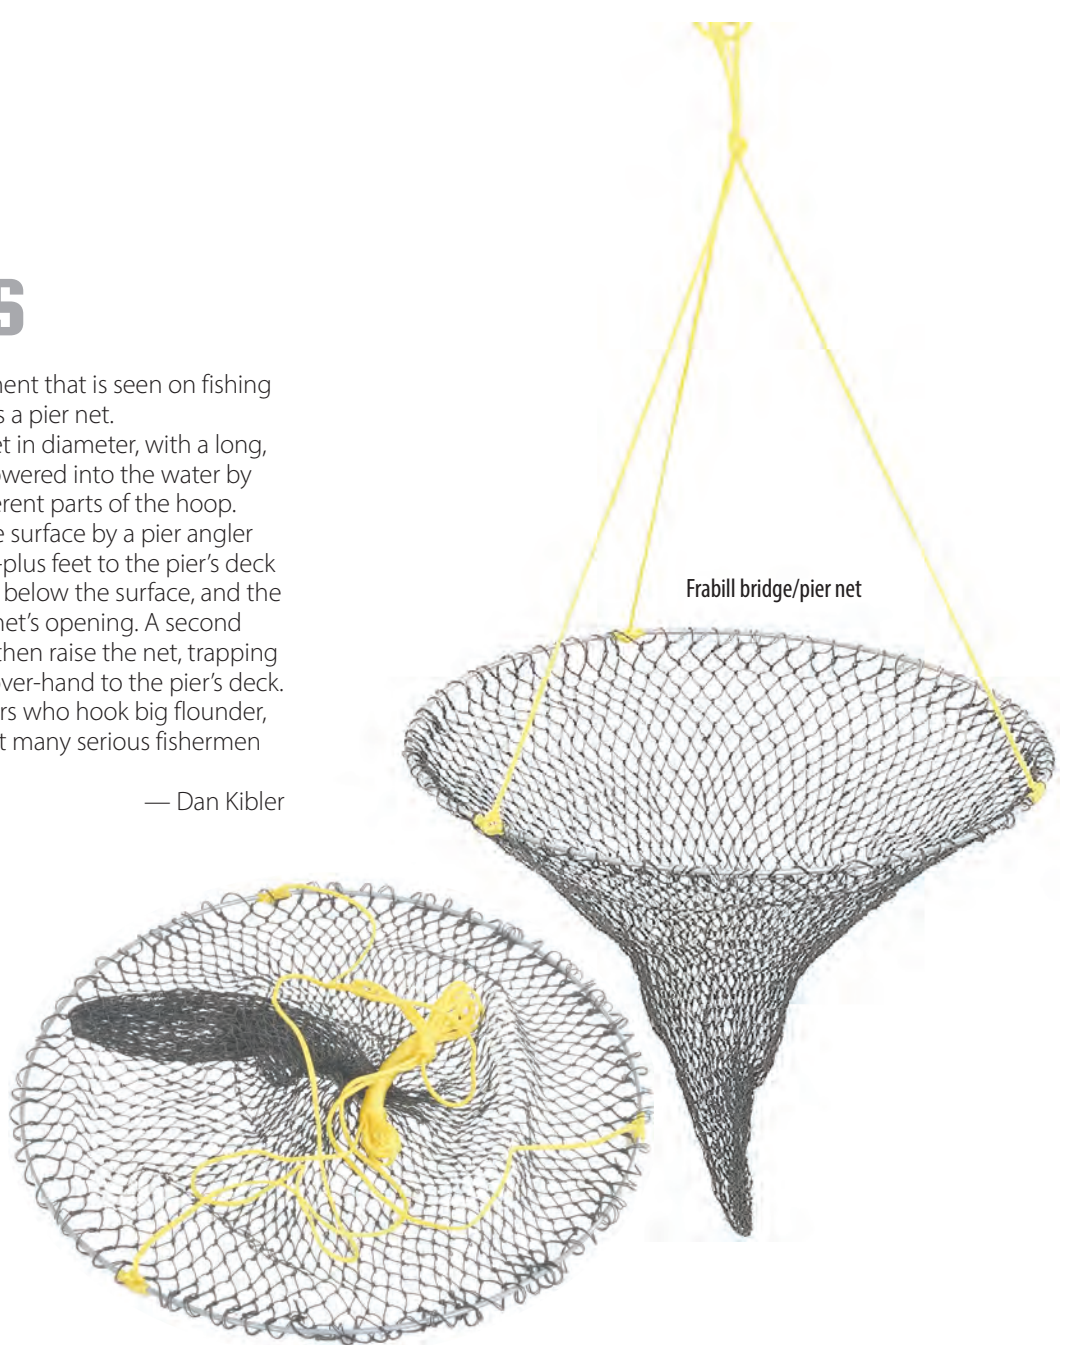 S
ment that is seen on fishing
s a pier net.
et in diameter, with a long,
owered into the water by
erent parts of the hoop.
e surface by a pier angler
-plus feet to the pier's deck
below the surface, and the
net's opening. A second
then raise the net, trapping
over-hand to the pier's deck.
rs who hook big flounder,
t many serious fishermen
— Dan Kibler
Frabill bridge/pier net